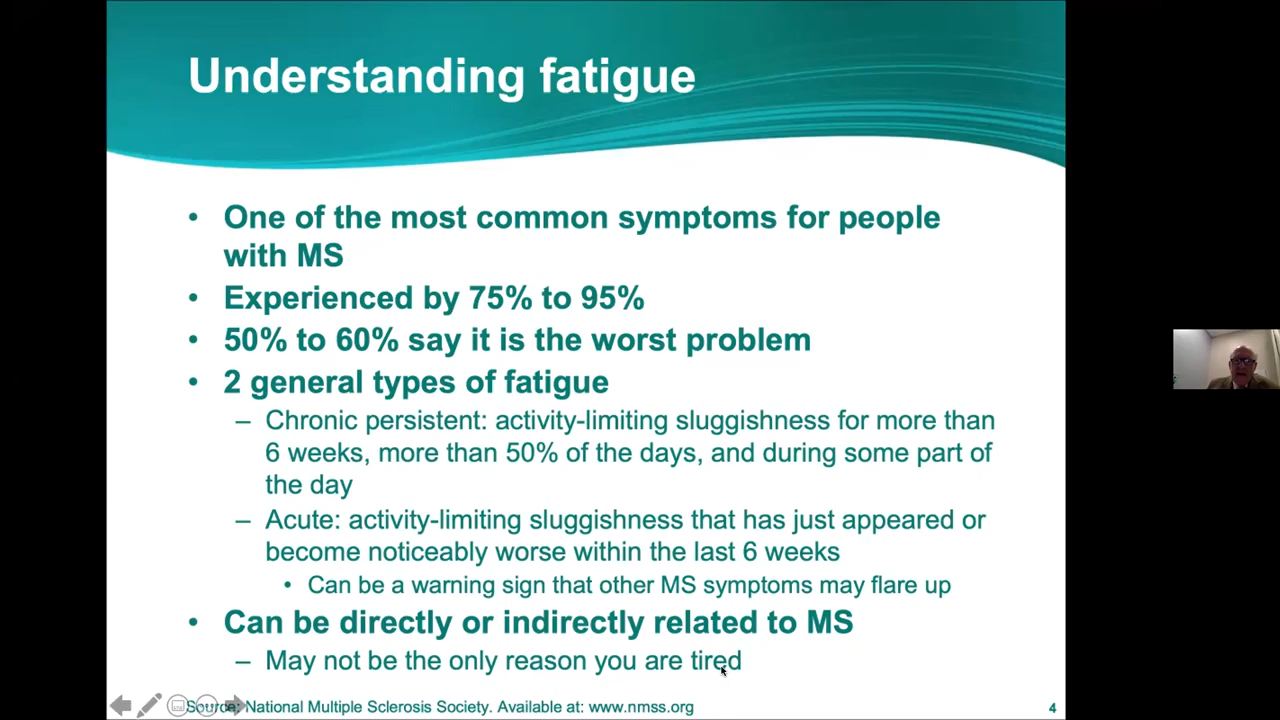 Understanding fatigue
• One of the most common symptoms for people
with MS
• Experienced by 75% to 95%
• 50% to 60% say it is the worst problem
• 2 general types of fatigue
– Chronic persistent: activity-limiting sluggishness for more than
6 weeks, more than 50% of the days, and during some part of
the day
– Acute: activity-limiting sluggishness that has just appeared or
become noticeably worse within the last 6 weeks
• Can be a warning sign that other MS symptoms may flare up
• Can be directly or indirectly related to MS
– May not be the only reason you are tired
Source: National Multiple Sclerosis Society. Available at: www.nmss.org
4